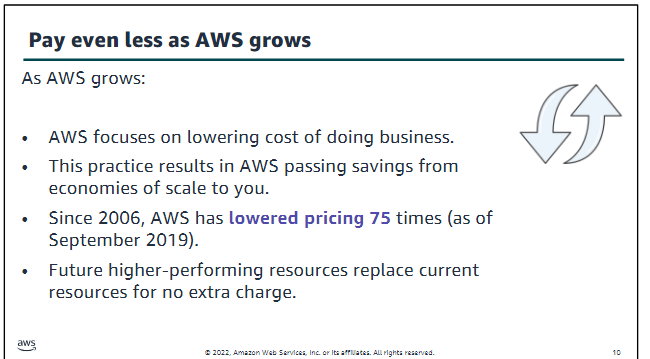 Pay even less as AWS grows
As AWS grows:
• AWS focuses on lowering cost of doing business.
• This practice results in AWS passing savings from
economies of scale to you.
• Since 2006, AWS has lowered pricing 75 times (as of
September 2019).
• Future higher-performing resources replace current
resources for no extra charge.
aws
© 2022, Amazon Web Services, Inc. or its affiliates. All rights reserved.
10